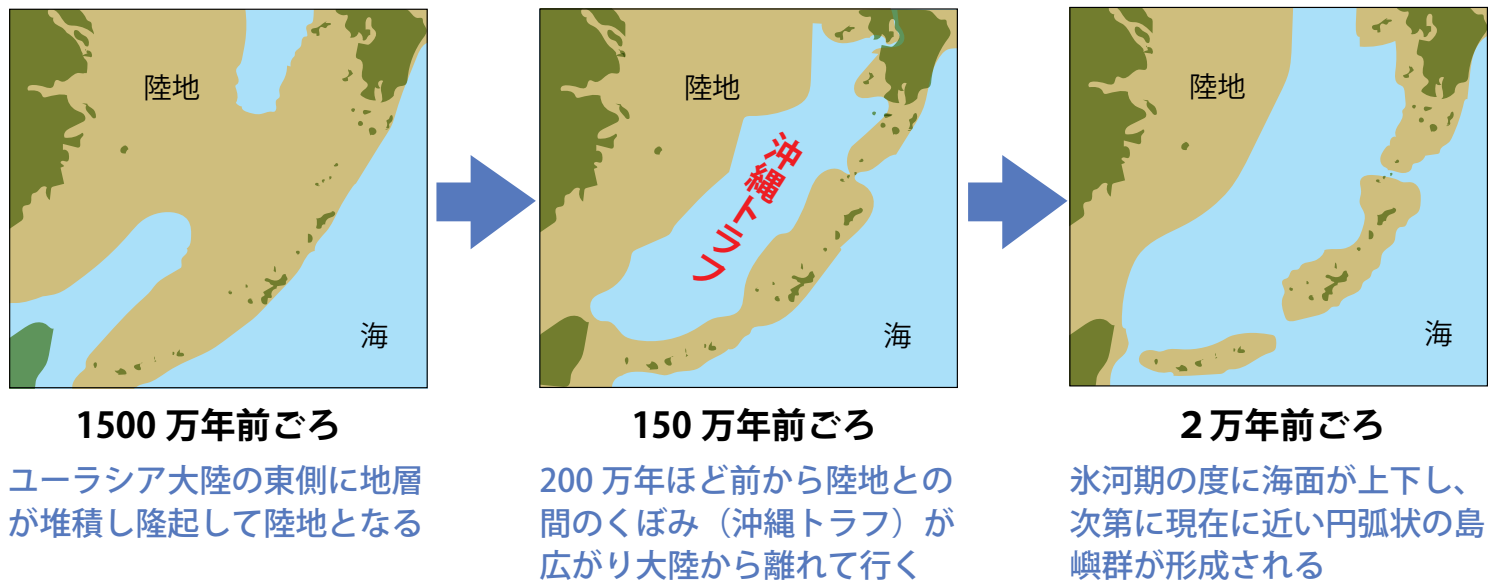 陸地
海
1500 万年前ごろ
ユーラシア大陸の東側に地層
が堆積し隆起して陸地となる
陸地
沖縄トラフ
海
150 万年前ごろ
200 万年ほど前から陸地との
間のくぼみ（沖縄トラフ）が
広がり大陸から離れて行く
陸地
海
２万年前ごろ
氷河期の度に海面が上下し、
次第に現在に近い円弧状の島
嶼群が形成される